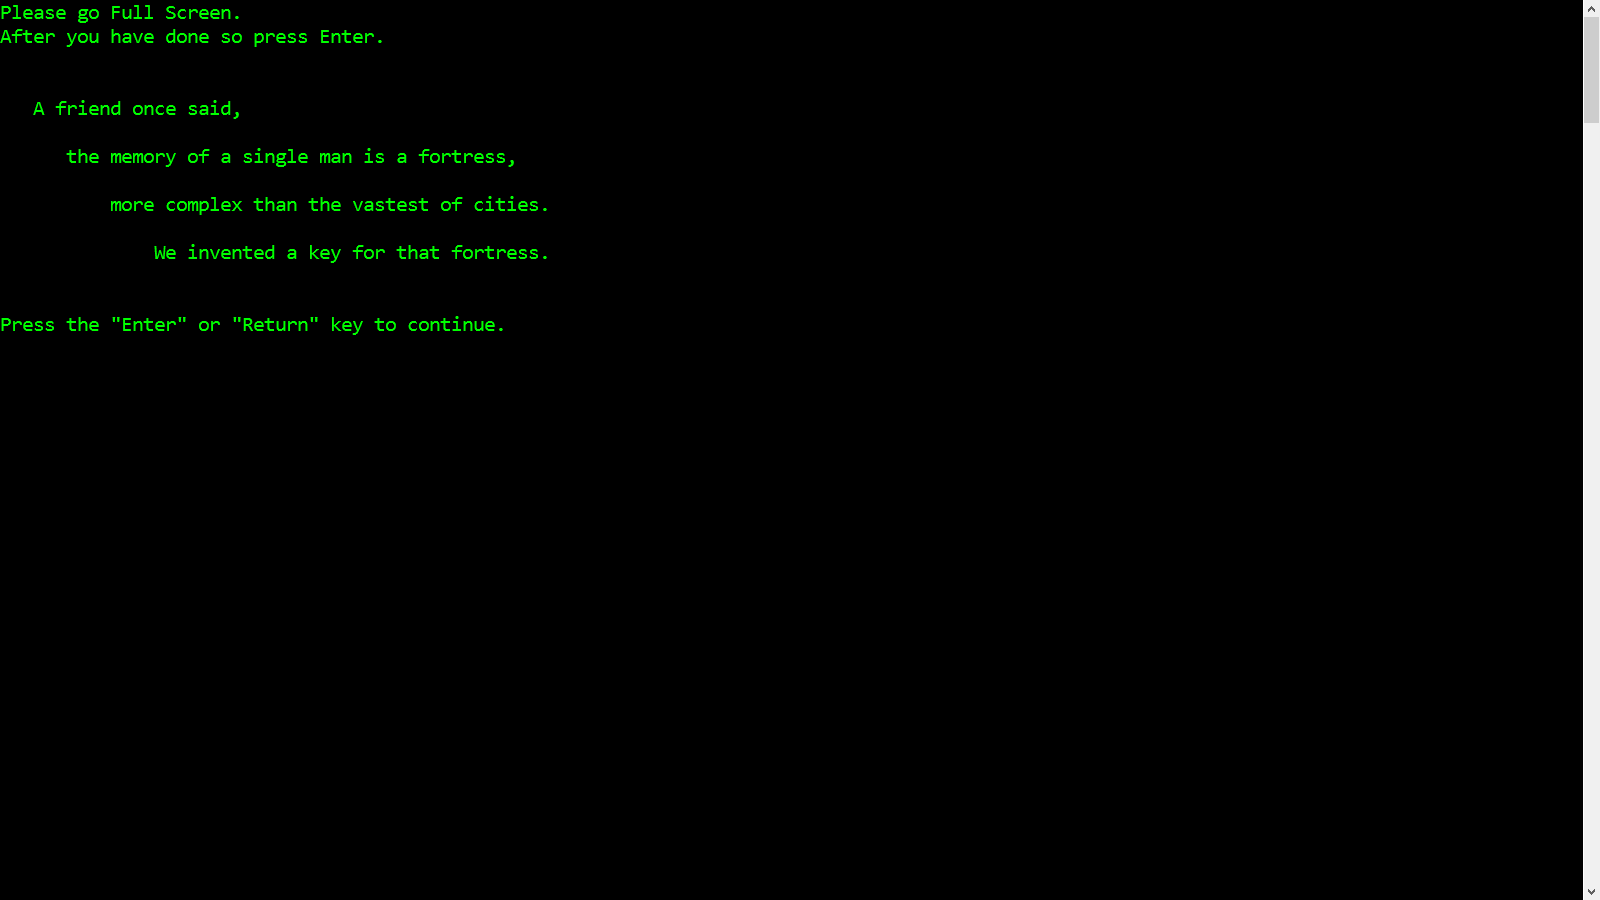 Please go Full Screen.
After you have done so press Enter.
A friend once said,
the memory of a single man is a fortress,
more complex than the vastest of cities.
We invented a key for that fortress.
Press the "Enter" or "Return" key to continue.